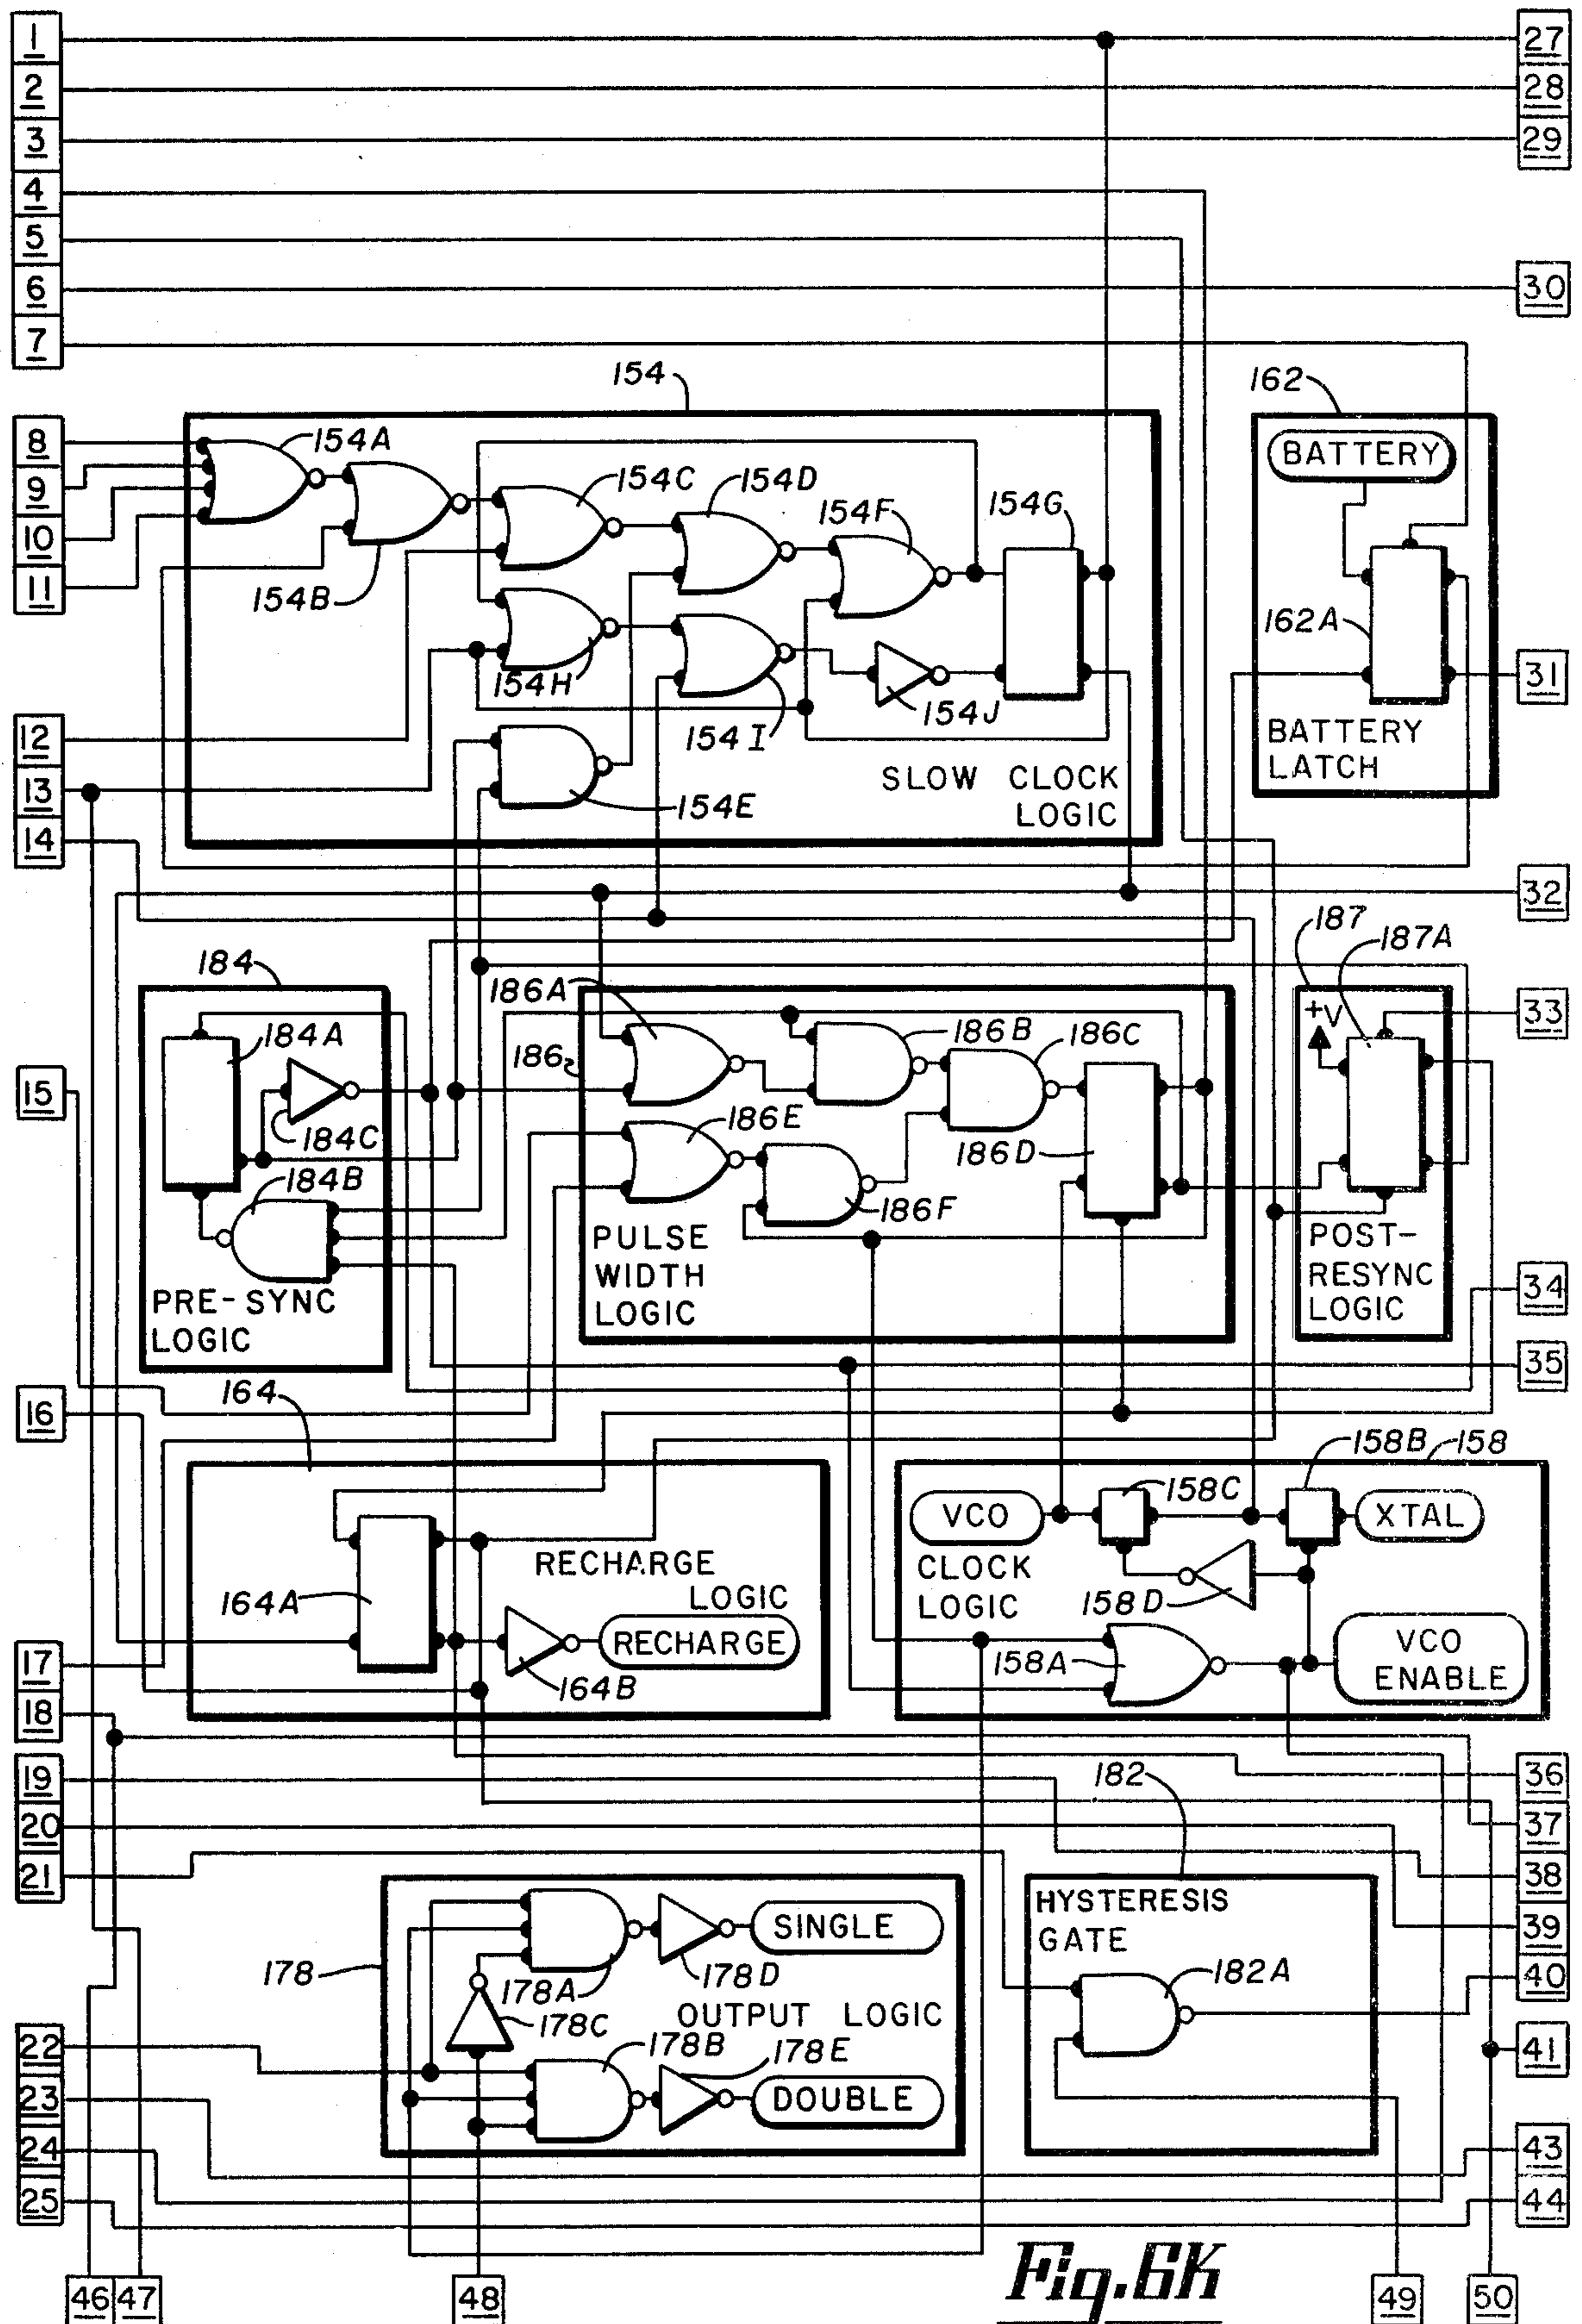 1
27
2
28
3
29
4
5
6
30
7
154
162
8
154A
BATTERY
9
154C
154D
154G
10
154F
11
154B
162A
154H
31
154J
12
154I
BATTERY
LATCH
13
SLOW CLOCK
LOGIC
154E
14
32
187
187A
184
186A
33
+V
184A
186B
186C
186
15
184C
186E
186D
184B
186F
PULSE
WIDTH
LOGIC
POST-
RESYNC
LOGIC
PRE-SYNC
LOGIC
34
35
164
16
158B
158
158C
VCO
XTAL
RECHARGE
LOGIC
CLOCK
LOGIC
164A
158D
RECHARGE
VCO
ENABLE
17
158A
164B
18
19
182
36
20
37
21
38
HYSTERESIS
GATE
SINGLE
39
178
178A
178D
182A
40
OUTPUT LOGIC
178C
22
178B
178E
41
23
DOUBLE
24
43
25
44
Fig. 6K
46
47
48
49
50